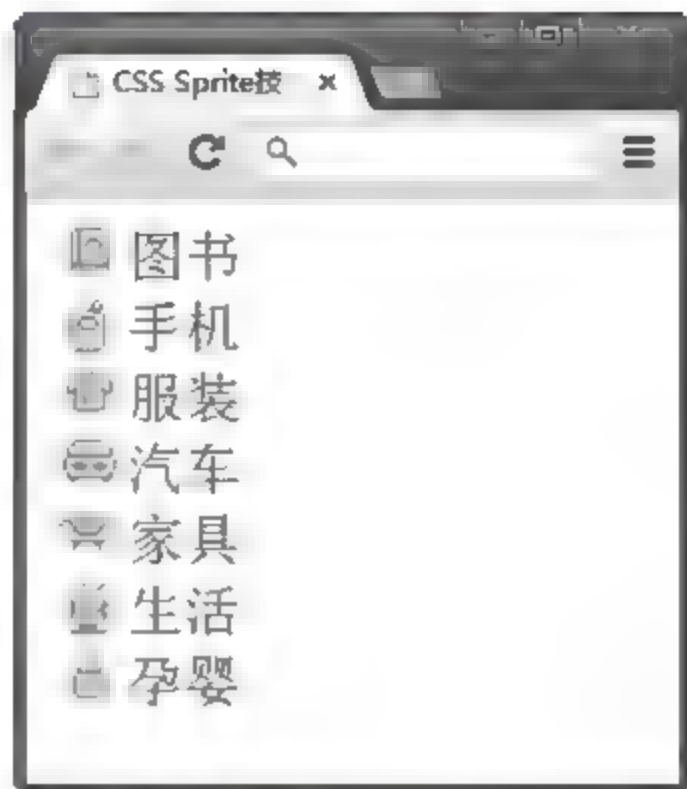 CSS Sprite技
图书
手机
服装
汽车
家具
生活
孕婴